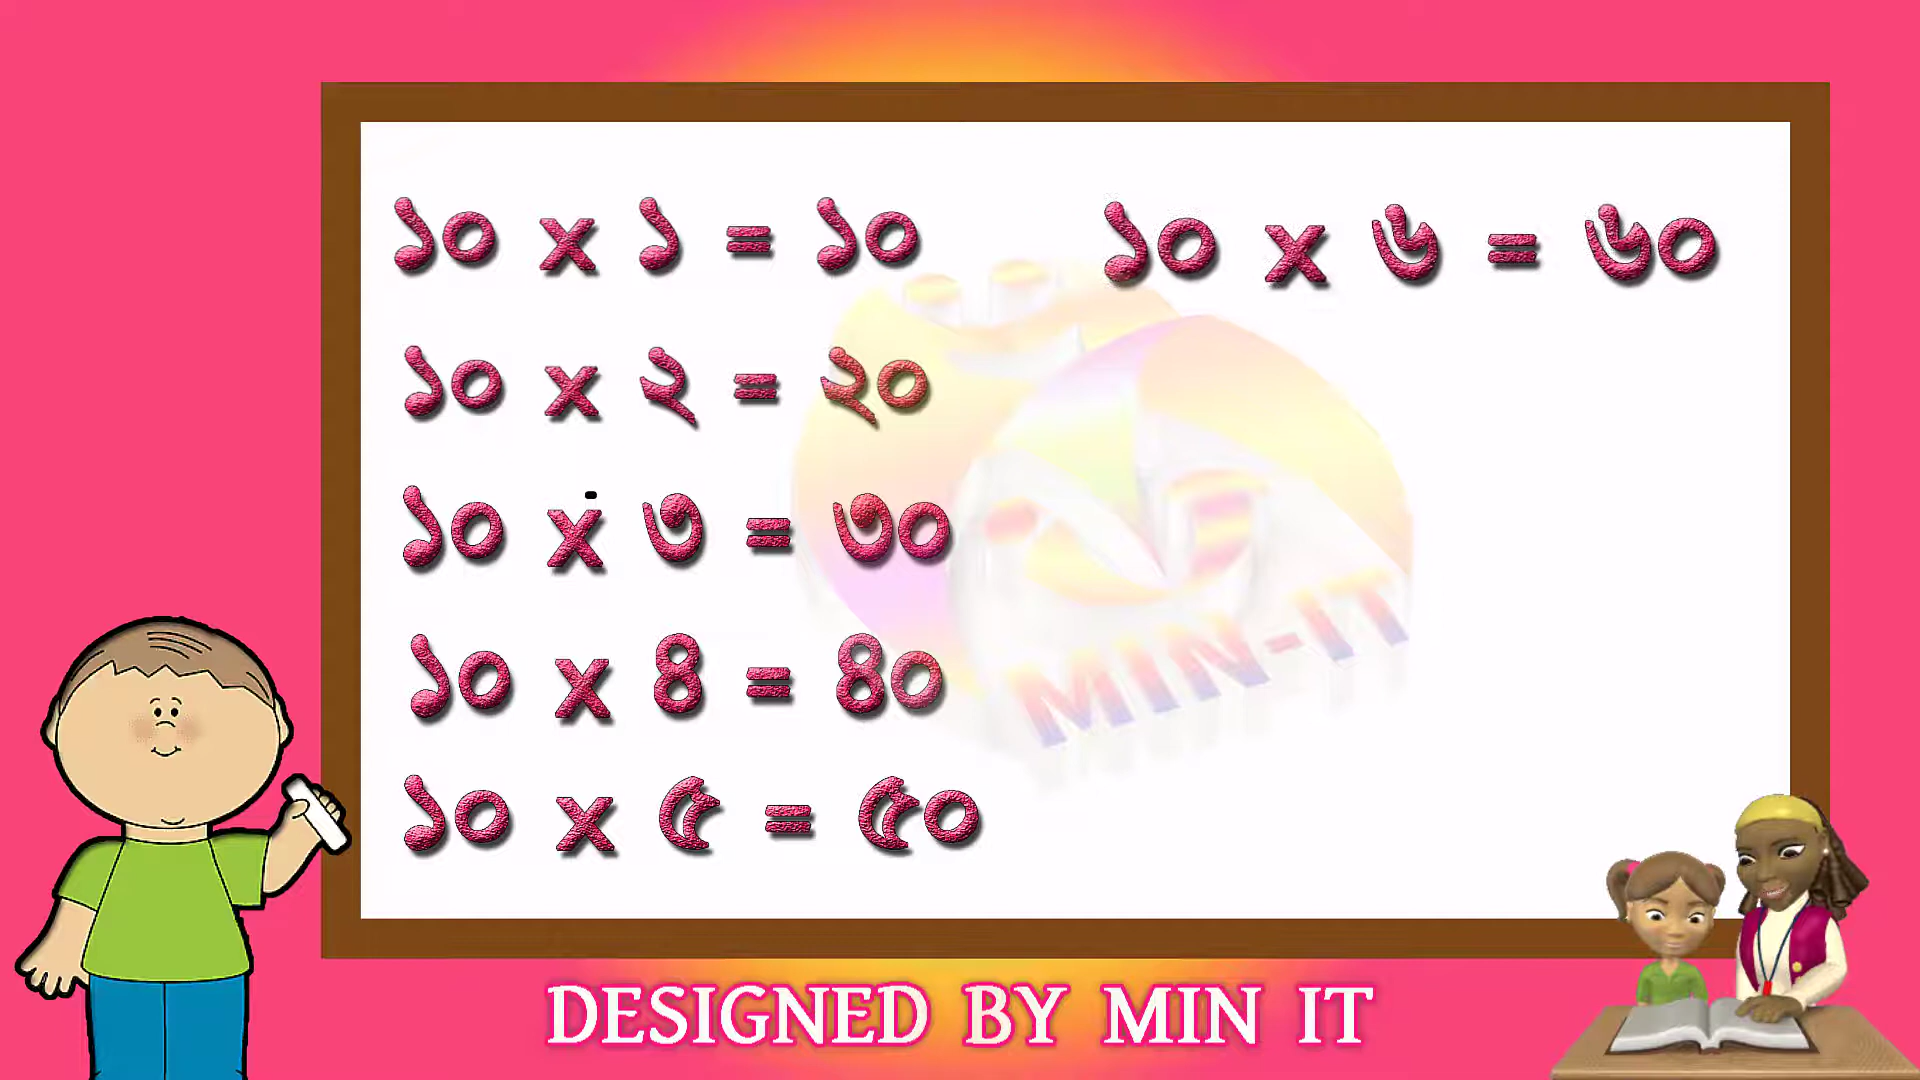 ১০ x ১ = ১০
১০ x ২ = ২০
১০ x ৩ = ৩০
১০ x ৪ = ৪০
১০ x ৫ = ৫০
১০ x ৬ = ৬০
MIN-IT
DESIGNED BY MIN IT